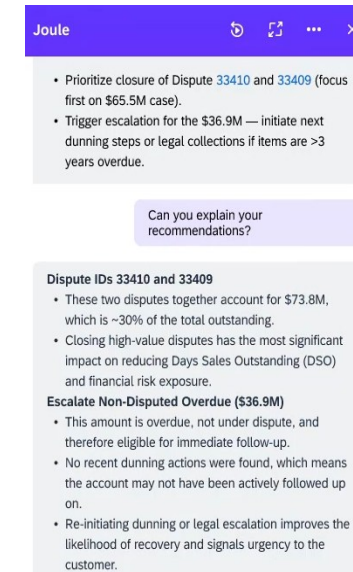 Joule
• Prioritize closure of Dispute 33410 and 33409 (focus
first on $65.5M case).
• Trigger escalation for the $36.9M — initiate next
dunning steps or legal collections if items are >3
years overdue.
Can you explain your
recommendations?
Dispute IDs 33410 and 33409
• These two disputes together account for $73.8M,
which is ~30% of the total outstanding.
• Closing high-value disputes has the most significant
impact on reducing Days Sales Outstanding (DSO)
and financial risk exposure.
Escalate Non-Disputed Overdue ($36.9M)
• This amount is overdue, not under dispute, and
therefore eligible for immediate follow-up.
• No recent dunning actions were found, which means
the account may not have been actively followed up
on.
• Re-initiating dunning or legal escalation improves the
likelihood of recovery and signals urgency to the
customer.